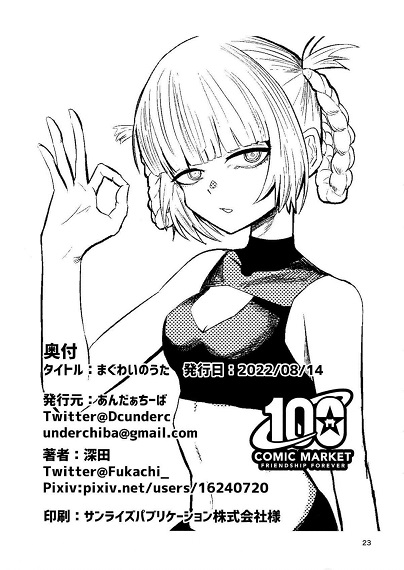 奥付
タイトル：まぐわいのうた　発行日：2022/08/14
発行元：あんだぁちーば
Twitter@Dcunderc
underchiba@gmail.com
著者：深田
Twitter@Fukachi_
Pixiv:pixiv.net/users/16240720
印刷：サンライズパブリケーション株式会社様
100
COMIC MARKET
FRIENDSHIP FOREVER
23